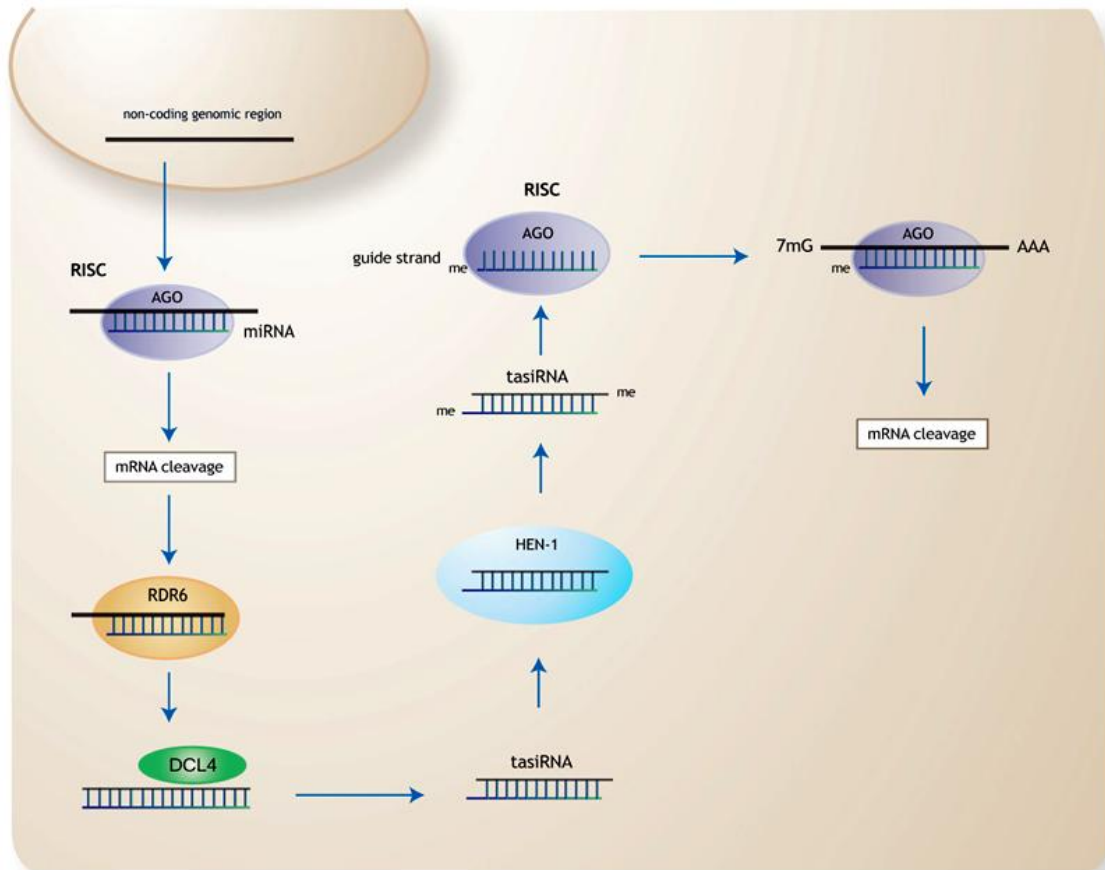 non-coding genomic region
RISC
AGO
miRNA
mRNA cleavage
RDR6
DCL4
tasiRNA
HEN-1
me
tasiRNA
me
RISC
AGO
guide strand
me
7mG
AGO
AAA
me
mRNA cleavage